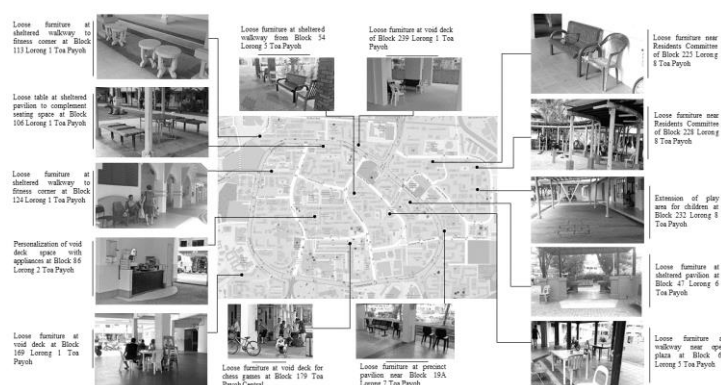 Loose furniture at
sheltered walkway to
fitness corner at Block
113 Lorong 1 Toa Payoh
Loose table at sheltered
pavilion to complement
seating space at Block
106 Lorong 1 Toa Payoh
Loose furniture at
sheltered walkway to
fitness corner at Block
124 Lorong 1 Toa Payoh
Personalization of void
deck space with
appliances at Block 86
Lorong 2 Toa Payoh
Loose furniture at
void deck at Block
169 Lorong 1 Toa
Payoh
Loose furniture at sheltered
walkway from Block 54
Lorong 5 Toa Payoh
Loose furniture at void deck
of Block 239 Lorong 1 Toa
Payoh
Loose furniture at void deck for
chess games at Block 179 Toa
Payoh Central
Loose furniture at precinct
pavilion near Block 19A
Lorong 7 Toa Payoh
Loose furniture near
Residents Committee
of Block 225 Lorong
8 Toa Payoh
Loose furniture near
Residents Committee
of Block 228 Lorong
8 Toa Payoh
Extension of play
area for children at
Block 232 Lorong 8
Toa Payoh
Loose furniture at
sheltered pavilion at
Block 47 Lorong 6
Toa Payoh
Loose furniture
walkway near
plaza at Block
Lorong 5 Toa Payoh